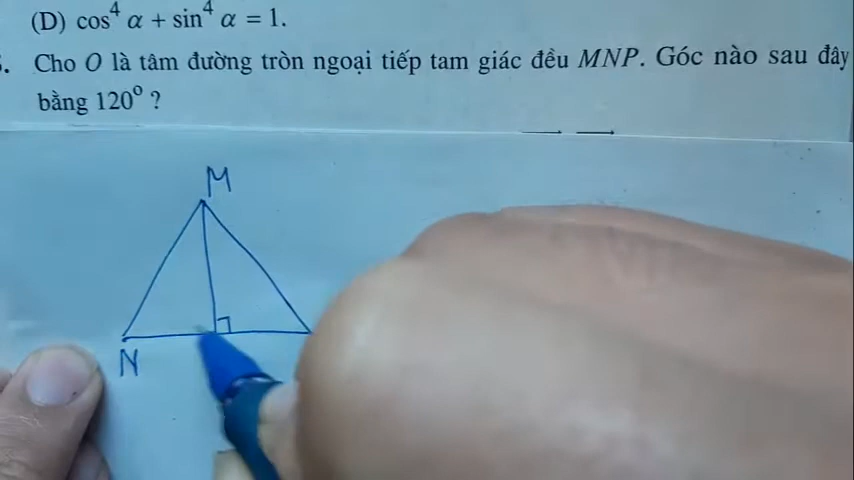 (D) cos⁴ α + sin⁴ α = 1.
. Cho O là tâm đường tròn ngoại tiếp tam giác đều MNP. Góc nào sau đây
bằng 120° ?
M
N